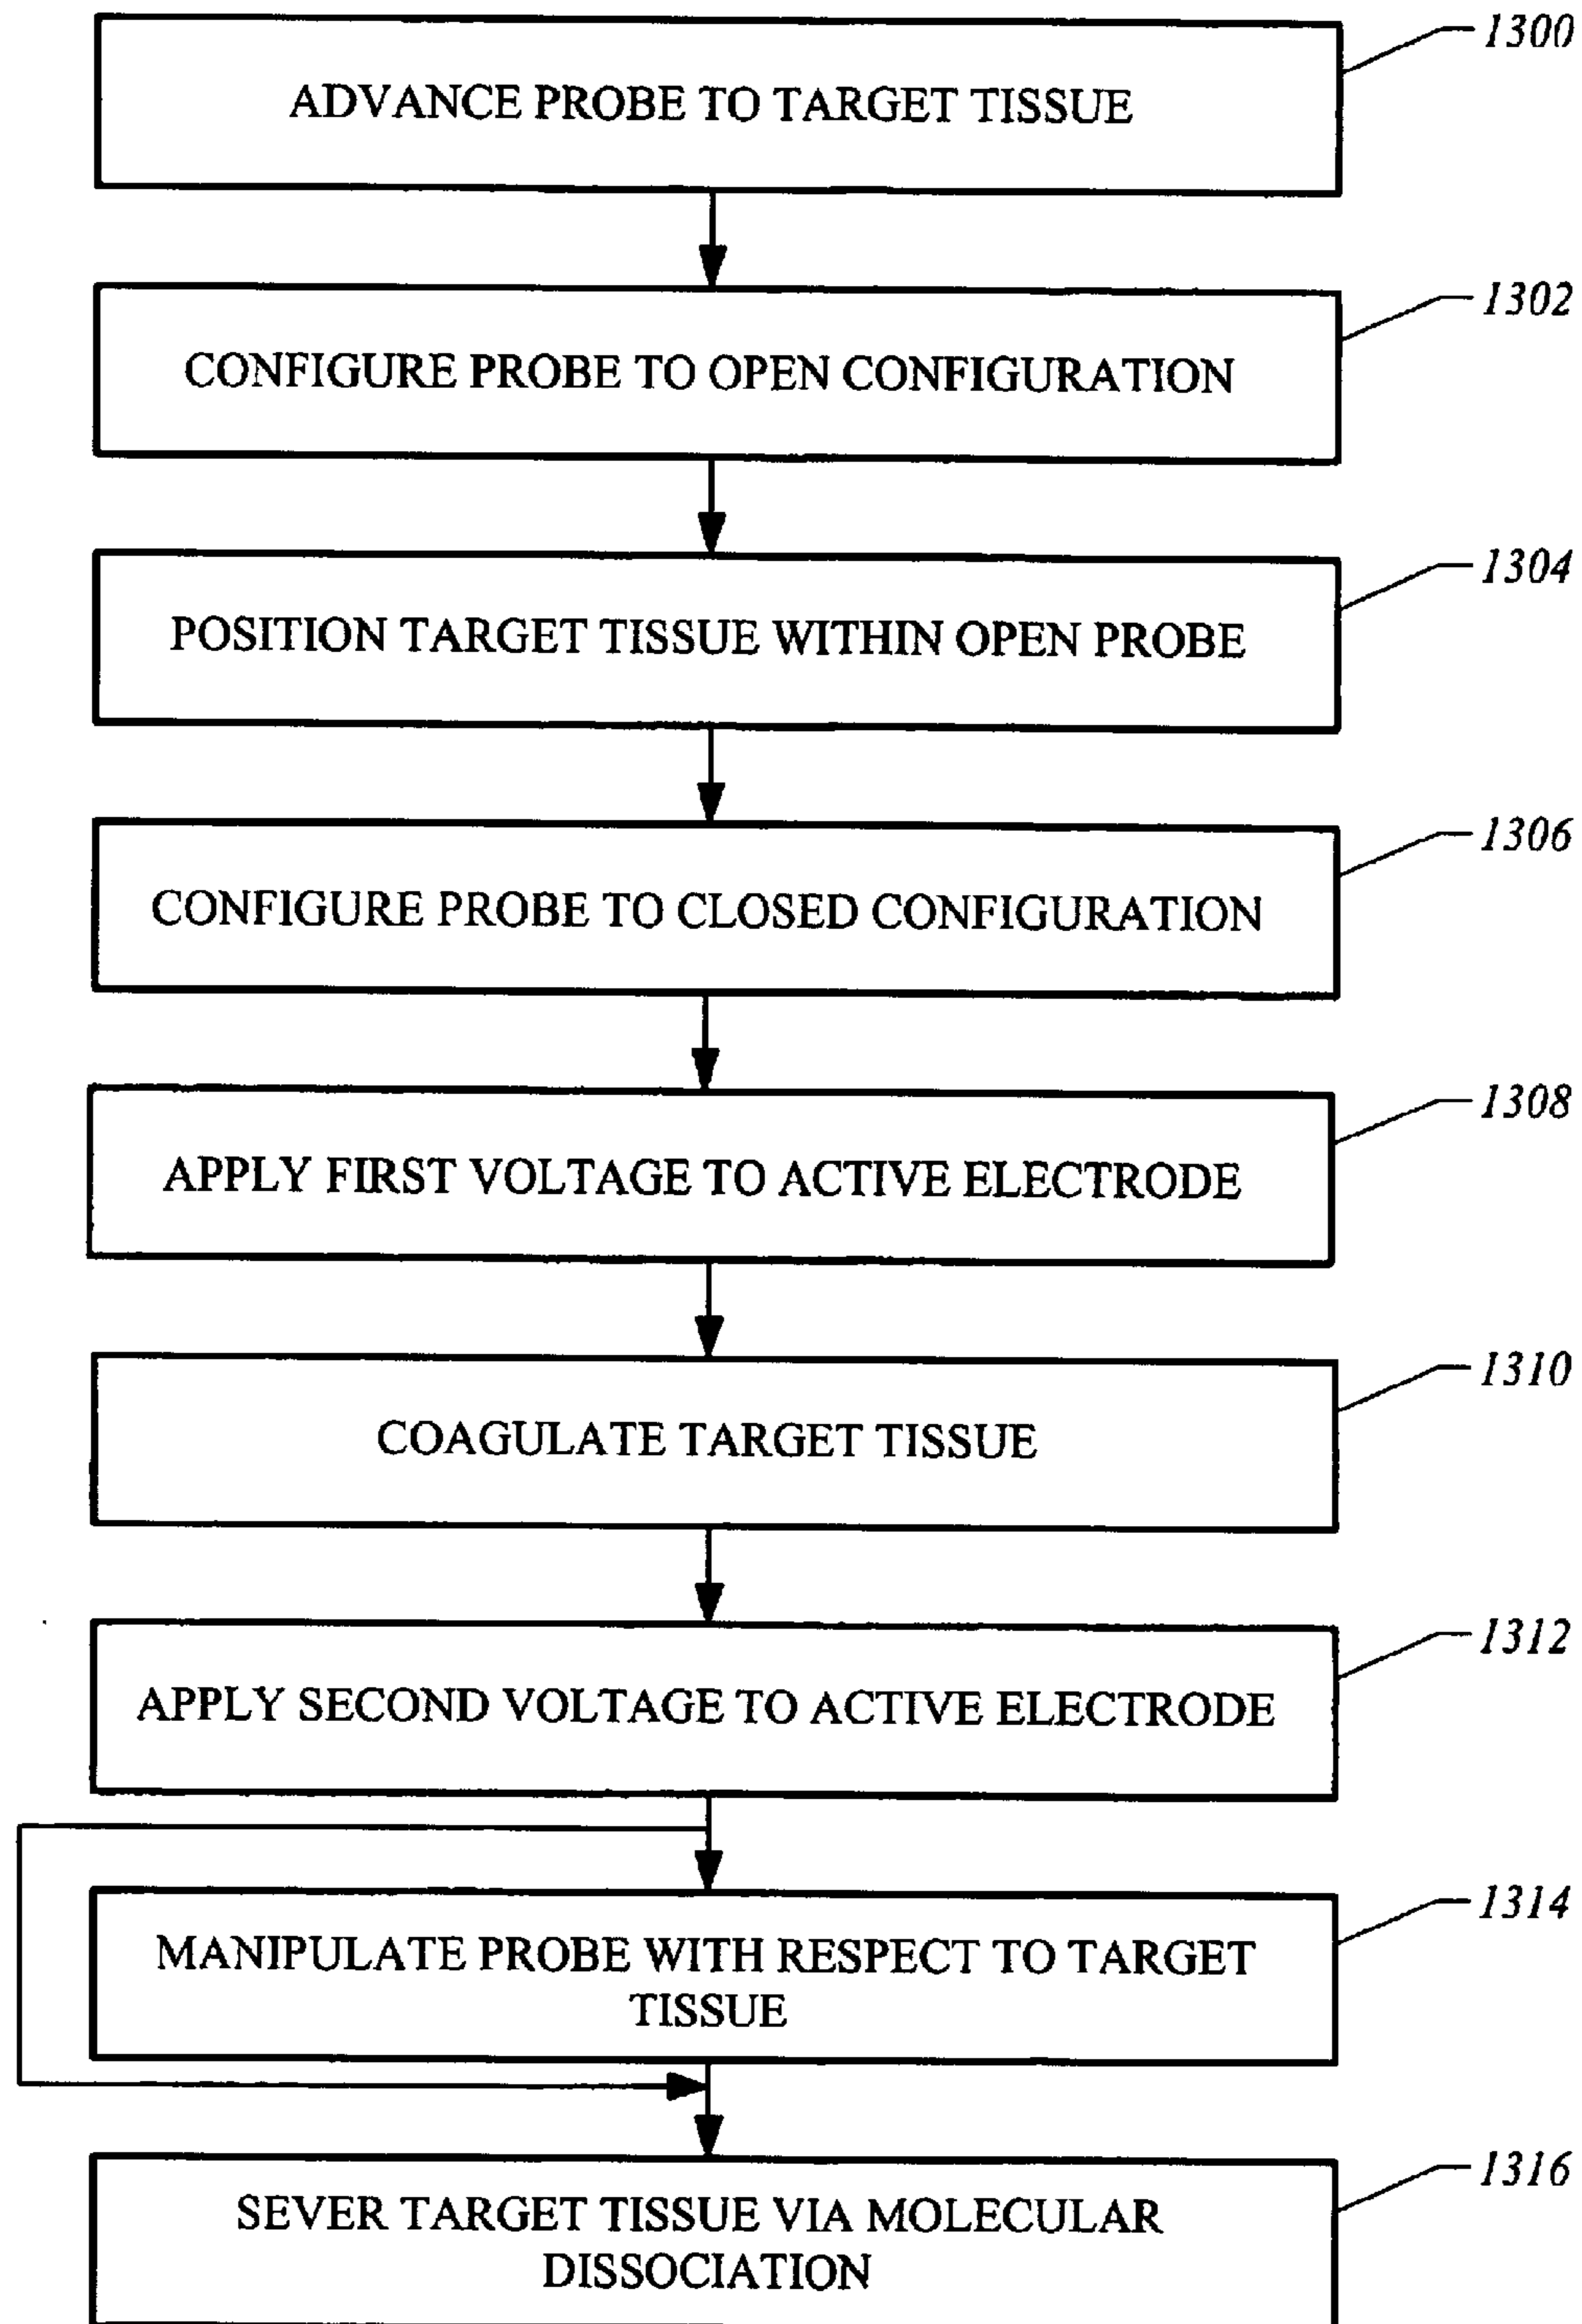 1300
ADVANCE PROBE TO TARGET TISSUE
1302
CONFIGURE PROBE TO OPEN CONFIGURATION
1304
POSITION TARGET TISSUE WITHIN OPEN PROBE
1306
CONFIGURE PROBE TO CLOSED CONFIGURATION
1308
APPLY FIRST VOLTAGE TO ACTIVE ELECTRODE
1310
COAGULATE TARGET TISSUE
1312
APPLY SECOND VOLTAGE TO ACTIVE ELECTRODE
1314
MANIPULATE PROBE WITH RESPECT TO TARGET
TISSUE
1316
SEVER TARGET TISSUE VIA MOLECULAR
DISSOCIATION